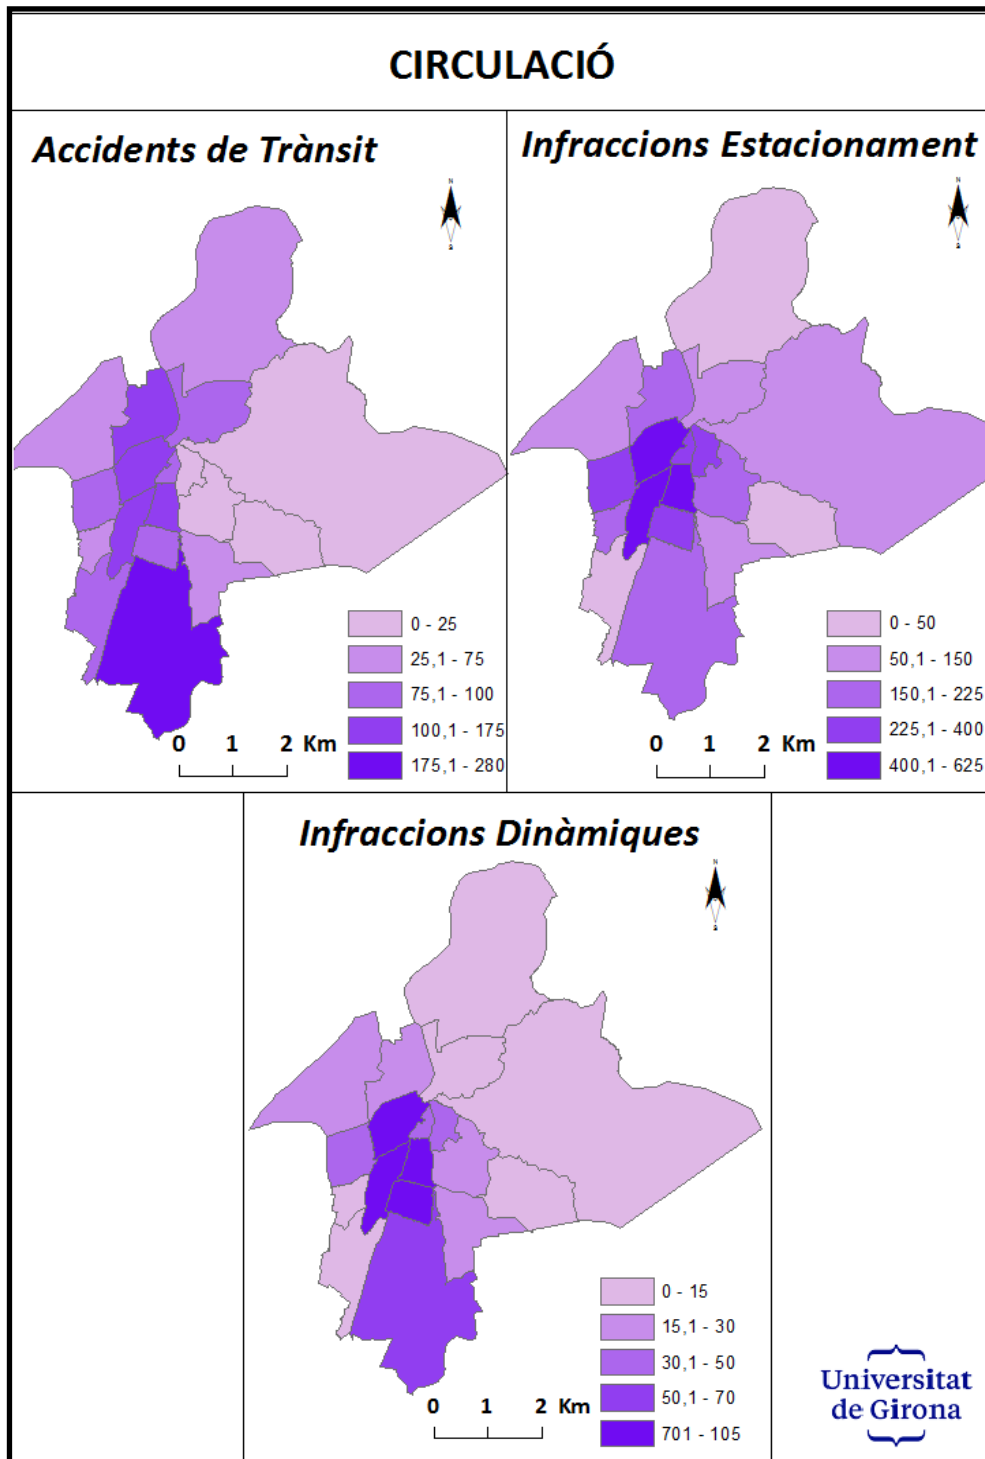 CIRCULACIÓ
Accidents de Trànsit
N
S
0 - 25
25,1 - 75
75,1 - 100
100,1 - 175
175,1 - 280
0 1 2 Km
Infraccions Estacionament
N
S
0 - 50
50,1 - 150
150,1 - 225
225,1 - 400
400,1 - 625
0 1 2 Km
Infraccions Dinàmiques
N
S
0 - 15
15,1 - 30
30,1 - 50
50,1 - 70
701 - 105
0 1 2 Km
Universitat
de Girona